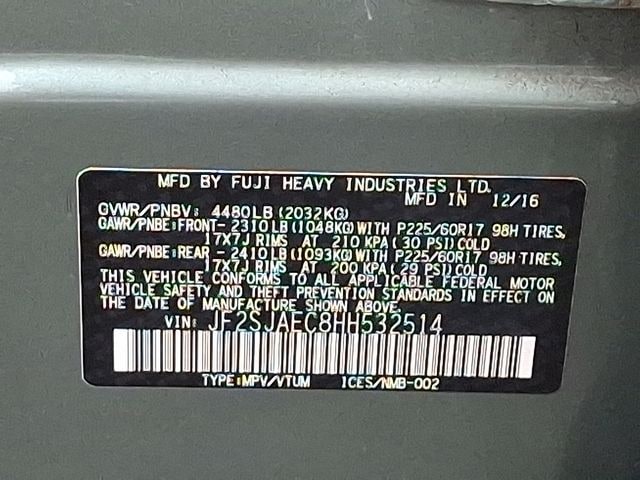 MFD BY FUJI HEAVY INDUSTRIES LTD.
MFD IN 12/16
GVWR/PNBV: 4480LB(2032KG)
GAWR/PNBE:FRONT-2310LB(1048KG)WITH P225/60R17 98H TIRES,
17X7J RIMS AT 210 KPA(30 PSI)COLD
GAWR/PNBE:REAR -2410LB(1093KG)WITH P225/60R17 98H TIRES,
17X7J RIMS AT 200 KPA(29 PSI)COLD
THIS VEHICLE CONFORMS TO ALL APPLICABLE FEDERAL MOTOR
VEHICLE SAFETY AND THEFT PREVENTION STANDARDS IN EFFECT ON
THE DATE OF MANUFACTURE SHOWN ABOVE.
VIN: JF2SJAEC8HH532514
TYPE:MPV/VTUM ICES/NMB-002